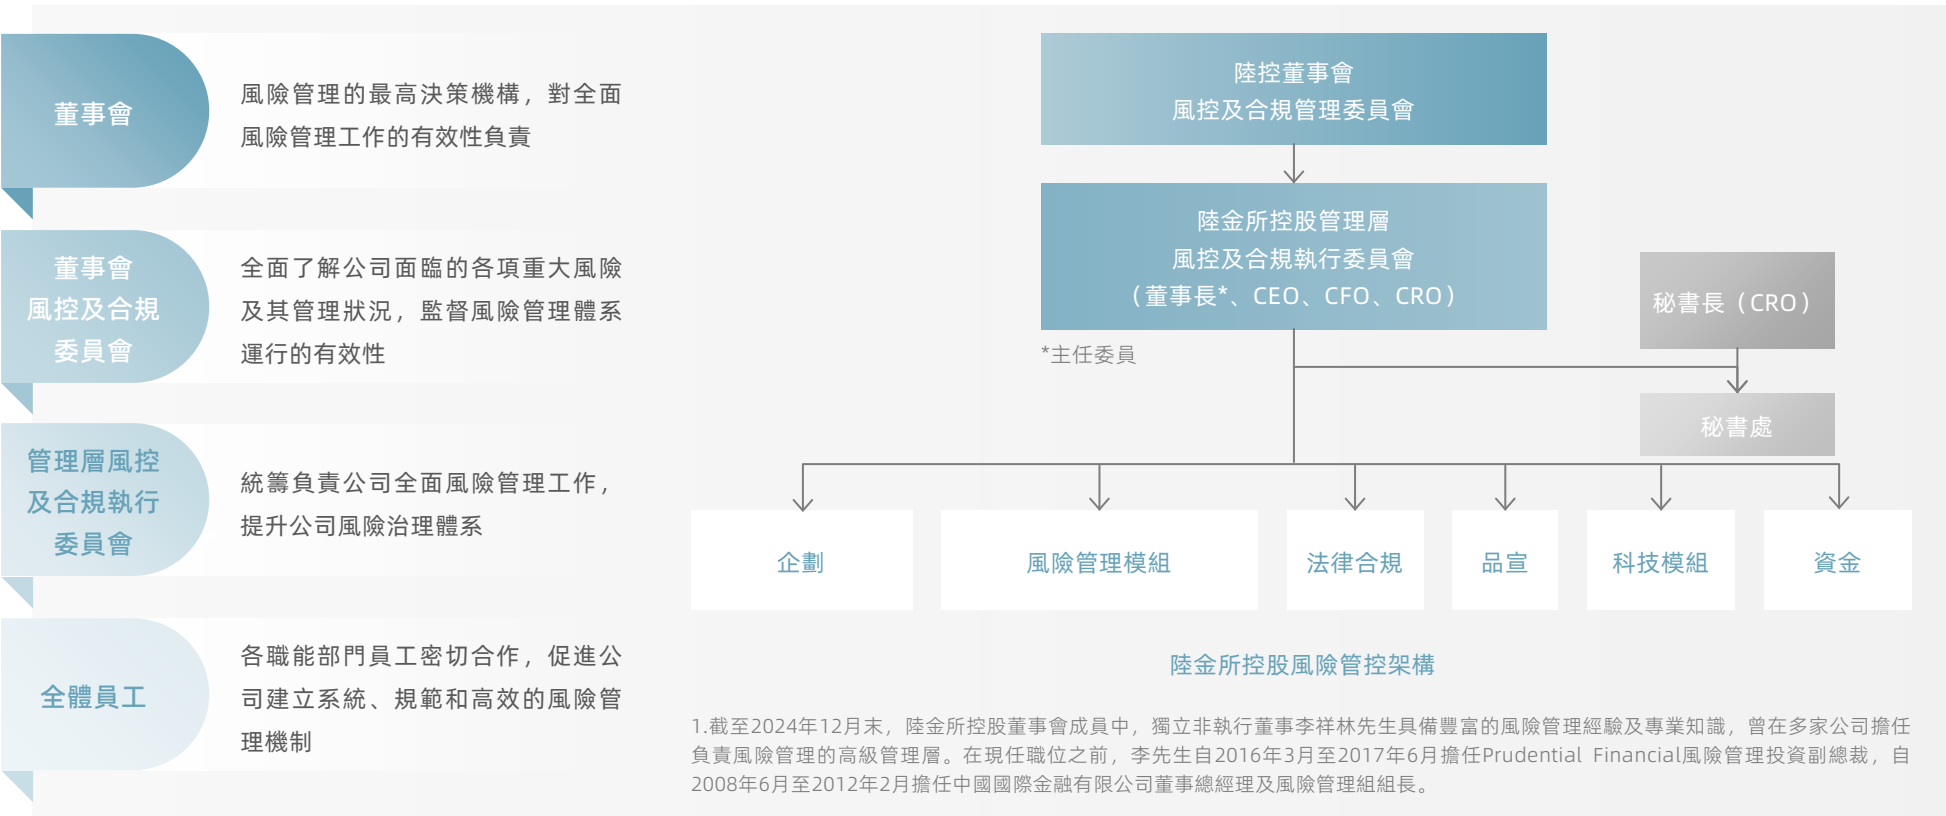 董事會
風險管理的最高決策機構，對全面
風險管理工作的有效性負責
董事會
風控及合規
委員會
全面了解公司面臨的各項重大風險
及其管理狀況，監督風險管理體系
運行的有效性
管理層風控
及合規執行
委員會
統籌負責公司全面風險管理工作，
提升公司風險治理體系
全體員工
各職能部門員工密切合作，促進公
司建立系統、規範和高效的風險管
理機制
陸控董事會
風控及合規管理委員會
陸金所控股管理層
風控及合規執行委員會
（董事長*、CEO、CFO、CRO）
*主任委員
秘書長（CRO）
秘書處
企劃
風險管理模組
法律合規
品宣
科技模組
資金
陸金所控股風險管控架構
1.截至2024年12月末，陸金所控股董事會成員中，獨立非執行董事李祥林先生具備豐富的風險管理經驗及專業知識，曾在多家公司擔任
負責風險管理的高級管理層。在現任職位之前，李先生自2016年3月至2017年6月擔任Prudential Financial風險管理投資副總裁，自
2008年6月至2012年2月擔任中國國際金融有限公司董事總經理及風險管理組組長。